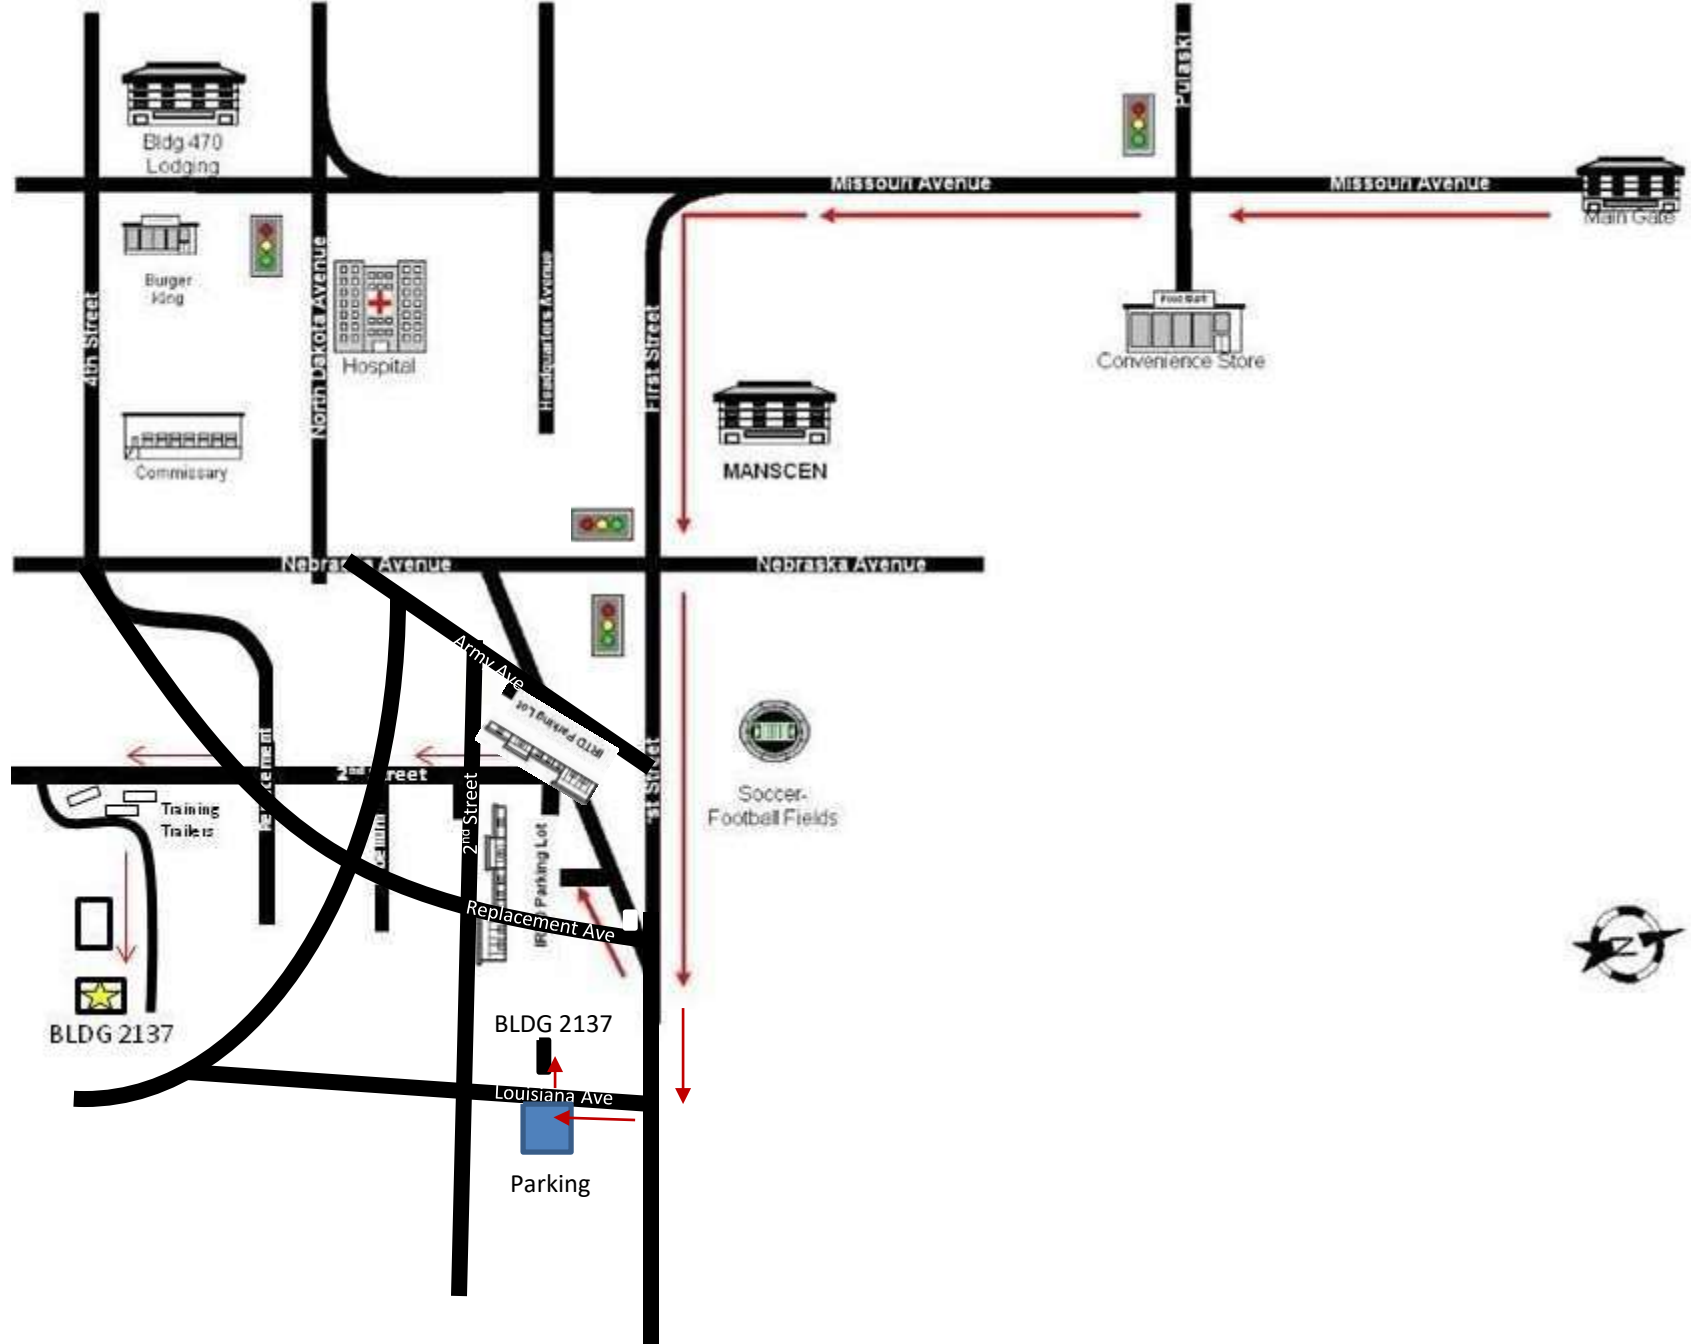 Pulaski
Bldg 470
Lodging
Missouri Avenue
Missouri Avenue
Main Gate
Burger
King
4th Street
North Dakota Avenue
Headquarters Avenue
First Street
Hospital
Food Mart
Convenience Store
Commissary
MANSCEN
Nebraska Avenue
Nebraska Avenue
Army Ave
IRTD Parking Lot
1st Street
2nd Street
2nd Street
Soccer-
Football Fields
Training
Trailers
Parking Lot
Replacement Ave
N
BLDG 2137
BLDG 2137
Louisiana Ave
Parking